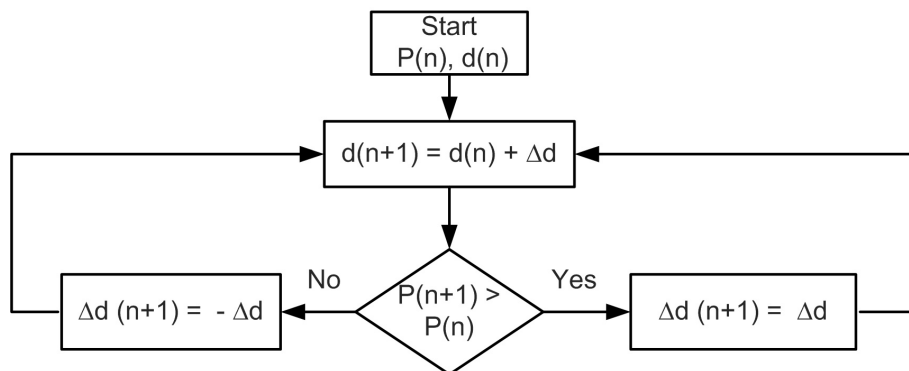 Start
P(n), d(n)
d(n+1) = d(n) + Δd
No
Yes
P(n+1) >
P(n)
Δd (n+1) = - Δd
Δd (n+1) = Δd